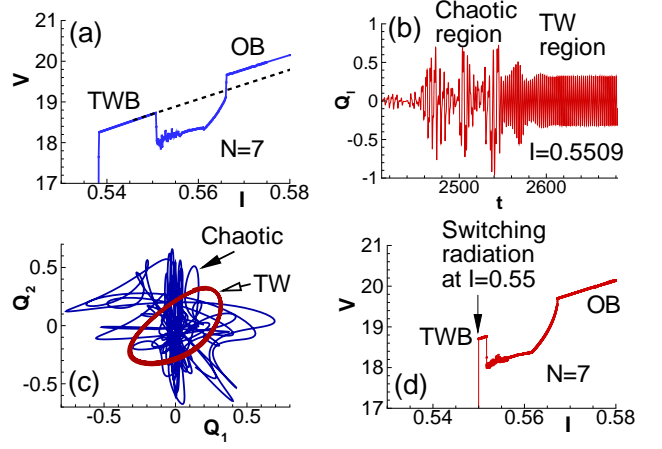 (a)
OB
TWB
N=7
V
20
19
18
17
0.54
0.56
I
0.58
(b)
Chaotic
region
TW
region
I=0.5509
Q_I
1
0.5
0
-0.5
-1
2500
2600
t
Chaotic
TW
(c)
Q_2
0.5
0
-0.5
-0.5
0
0.5
Q_1
Switching
radiation
at I=0.55
TWB
OB
N=7
(d)
V
21
20
19
18
17
0.53
0.54
0.56
I
0.58